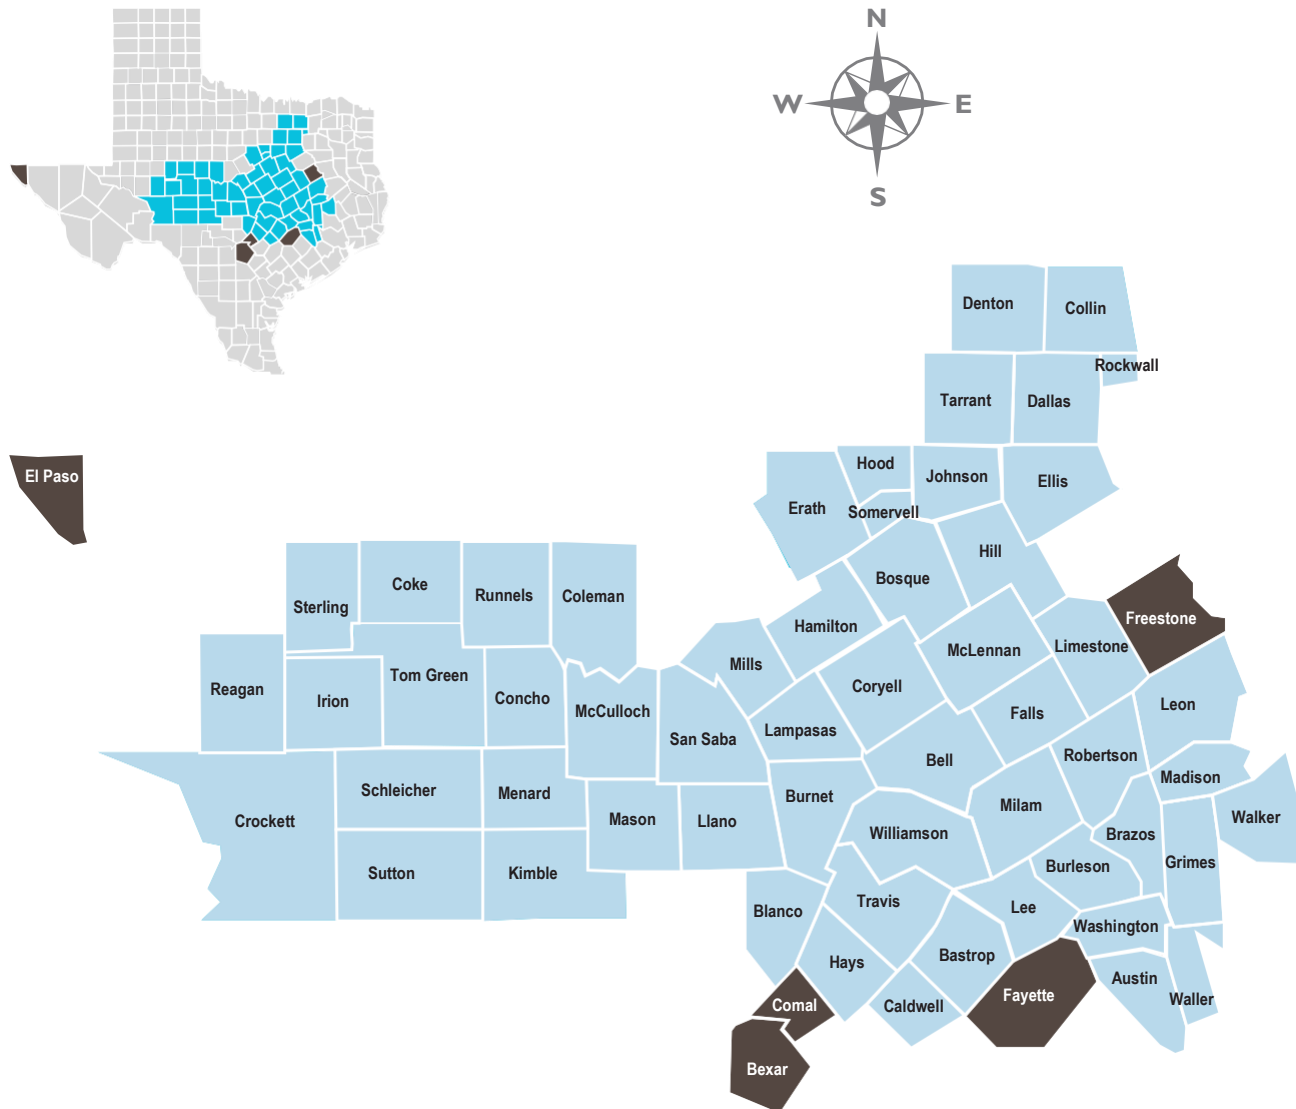 N
W
E
S
Denton
Collin
Rockwall
Tarrant
Dallas
El Paso
Hood
Johnson
Ellis
Erath
Somervell
Hill
Bosque
Coke
Runnels
Coleman
Sterling
Freestone
Hamilton
McLennan
Limestone
Mills
Tom Green
Coryell
Reagan
Irion
Concho
McCulloch
Leon
Falls
San Saba
Lampasas
Robertson
Bell
Madison
Schleicher
Menard
Burnet
Milam
Crockett
Mason
Llano
Williamson
Brazos
Walker
Grimes
Sutton
Kimble
Burleson
Travis
Blanco
Lee
Washington
Hays
Bastrop
Austin
Fayette
Waller
Comal
Caldwell
Bexar